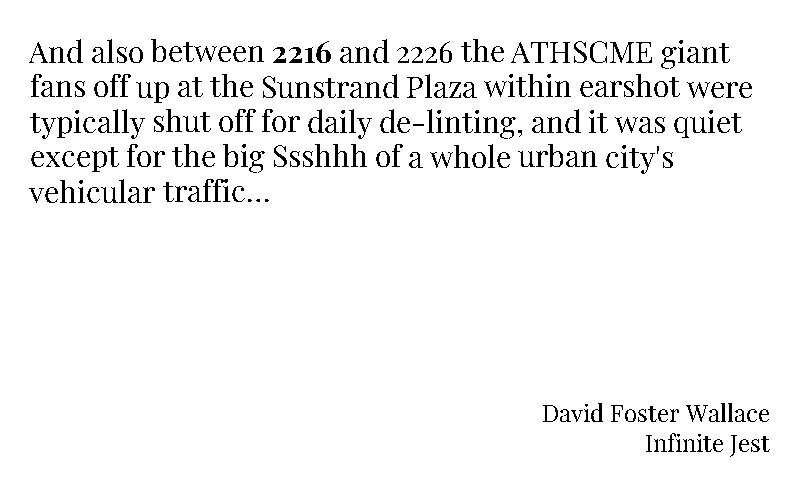 And also between 2216 and 2226 the ATHSCME giant
fans off up at the Sunstrand Plaza within earshot were
typically shut off for daily de-linting, and it was quiet
except for the big Sssshhh of a whole urban city's
vehicular traffic...
David Foster Wallace
Infinite Jest